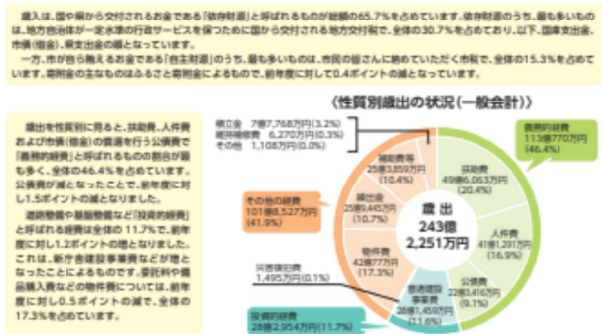 歳入は、国や県から交付されるお金である「依存財源」と呼ばれるものが総額の65.7%を占めています。依存財源のうち、最も多いもの
は、地方自治体が一定水準の行政サービスを保つために国から交付される地方交付税で、全体の30.7%を占めており、以下、国庫支出金、
市債(借金)、県支出金の順となっています。
一方、市が自ら賄えるお金である「自主財源」のうち、最も多いものは、市民の皆さんに納めていただく市税で、全体の15.3%を占めて
います。寄附金の主なものはふるさと寄附金によるもので、前年度に対して0.4ポイントの減となっています。
〈性質別歳出の状況(一般会計)〉
歳出を性質別に見ると、扶助費、人件費
および市債(借金)の償還を行う公債費で
「義務的経費」と呼ばれるものの割合が最
も多く、全体の46.4%を占めています。
公債費が減となったことで、前年度に対
し1.5ポイントの減となりました。
道路整備や基盤整備など「投資的経費」
と呼ばれる経費は全体の11.7%で、前年
度に対し1.2ポイントの増となりました。
これは、新庁舎建設事業費などが増と
なったことによるものです。委託料や備
品購入費などの物件費については、前年
度に対し0.5ポイントの減で、全体の
17.3%を占めています。
積立金 7億7,768万円(3.2%)
維持補修費 6,270万円(0.3%)
その他 1,108万円(0.0%)
義務的経費
113億770万円
(46.4%)
補助費等
25億3,859万円
(10.4%)
扶助費
49億6,063万円
(20.4%)
その他の経費
101億8,527万円
(41.9%)
繰出金
25億9,445万円
(10.7%)
歳出
243億
2,251万円
人件費
41億1,291万円
(16.9%)
物件費
42億77万円
(17.3%)
災害復旧費
1,495万円(0.1%)
普通建設
事業費
28億1,459万円
(11.6%)
公債費
22億3,416万円
(9.1%)
投資的経費
28億2,954万円(11.7%)